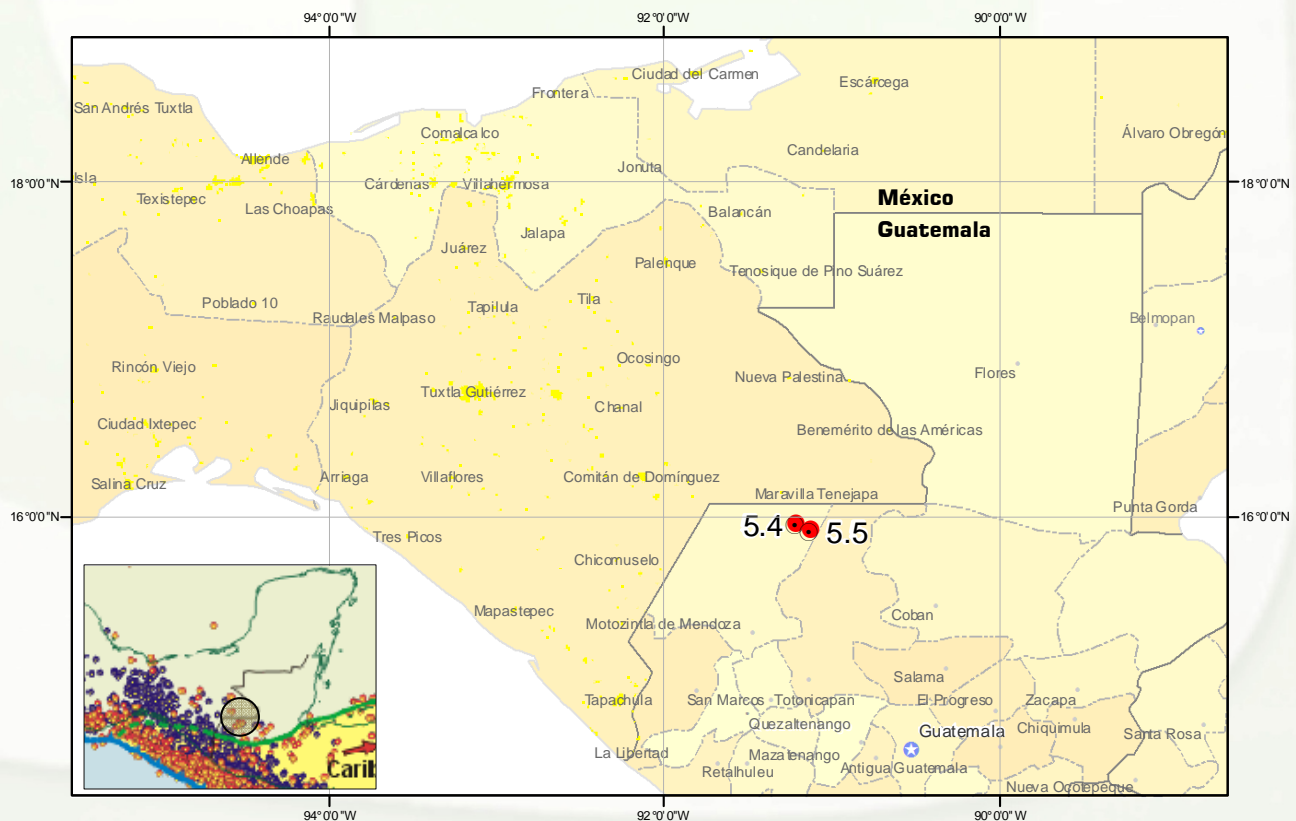 94°0'0"W 92°0'0"W 90°0'0"W
Ciudad del Carmen
Escárcega
Frontera
San Andrés Tuxtla
Comalcalco
Álvaro Obregón
Candelaria
Allende
Jonuta
Isla
18°0'0"N
Cárdenas Villahermosa
18°0'0"N
Texistepec
México
Las Choapas
Balancán
Guatemala
Jalapa
Juárez
Palenque
Tenosique de Pino Suárez
Poblado 10
Tila
Tapilula
Raudales Malpaso
Belmopan
Ocosingo
Rincón Viejo
Flores
Nueva Palestina
Tuxtla Gutiérrez
Jiquipilas
Chanal
Ciudad Ixtepec
Benemérito de las Américas
Arriaga
Villaflores
Comitán de Domínguez
Salina Cruz
Maravilla Tenejapa
Punta Gorda
16°0'0"N
16°0'0"N
5.4
5.5
Tres Picos
Chicomuselo
Mapastepec
Coban
Motozintla de Mendoza
Salama
Tapachula
San Marcos
Totonicapan
El Progreso
Zacapa
Quezaltenango
Guatemala
Chiquimula
Santa Rosa
La Libertad
Mazatenango
Retalhuleu
Antigua Guatemala
Carib
Nueva Ocotepeque
94°0'0"W 92°0'0"W 90°0'0"W